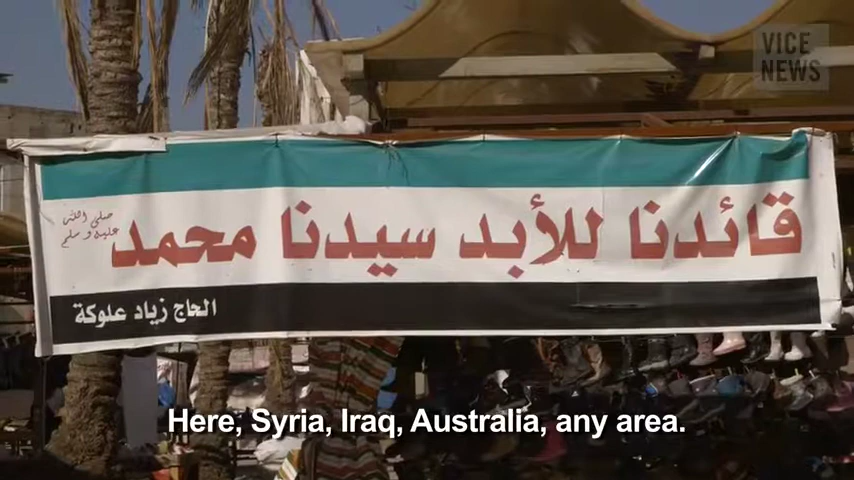 VICE
NEWS
قائدنا للأبد سيدنا محمد
صلى الله
عليه و سلم
الحاج زياد علوكة
Here, Syria, Iraq, Australia, any area.